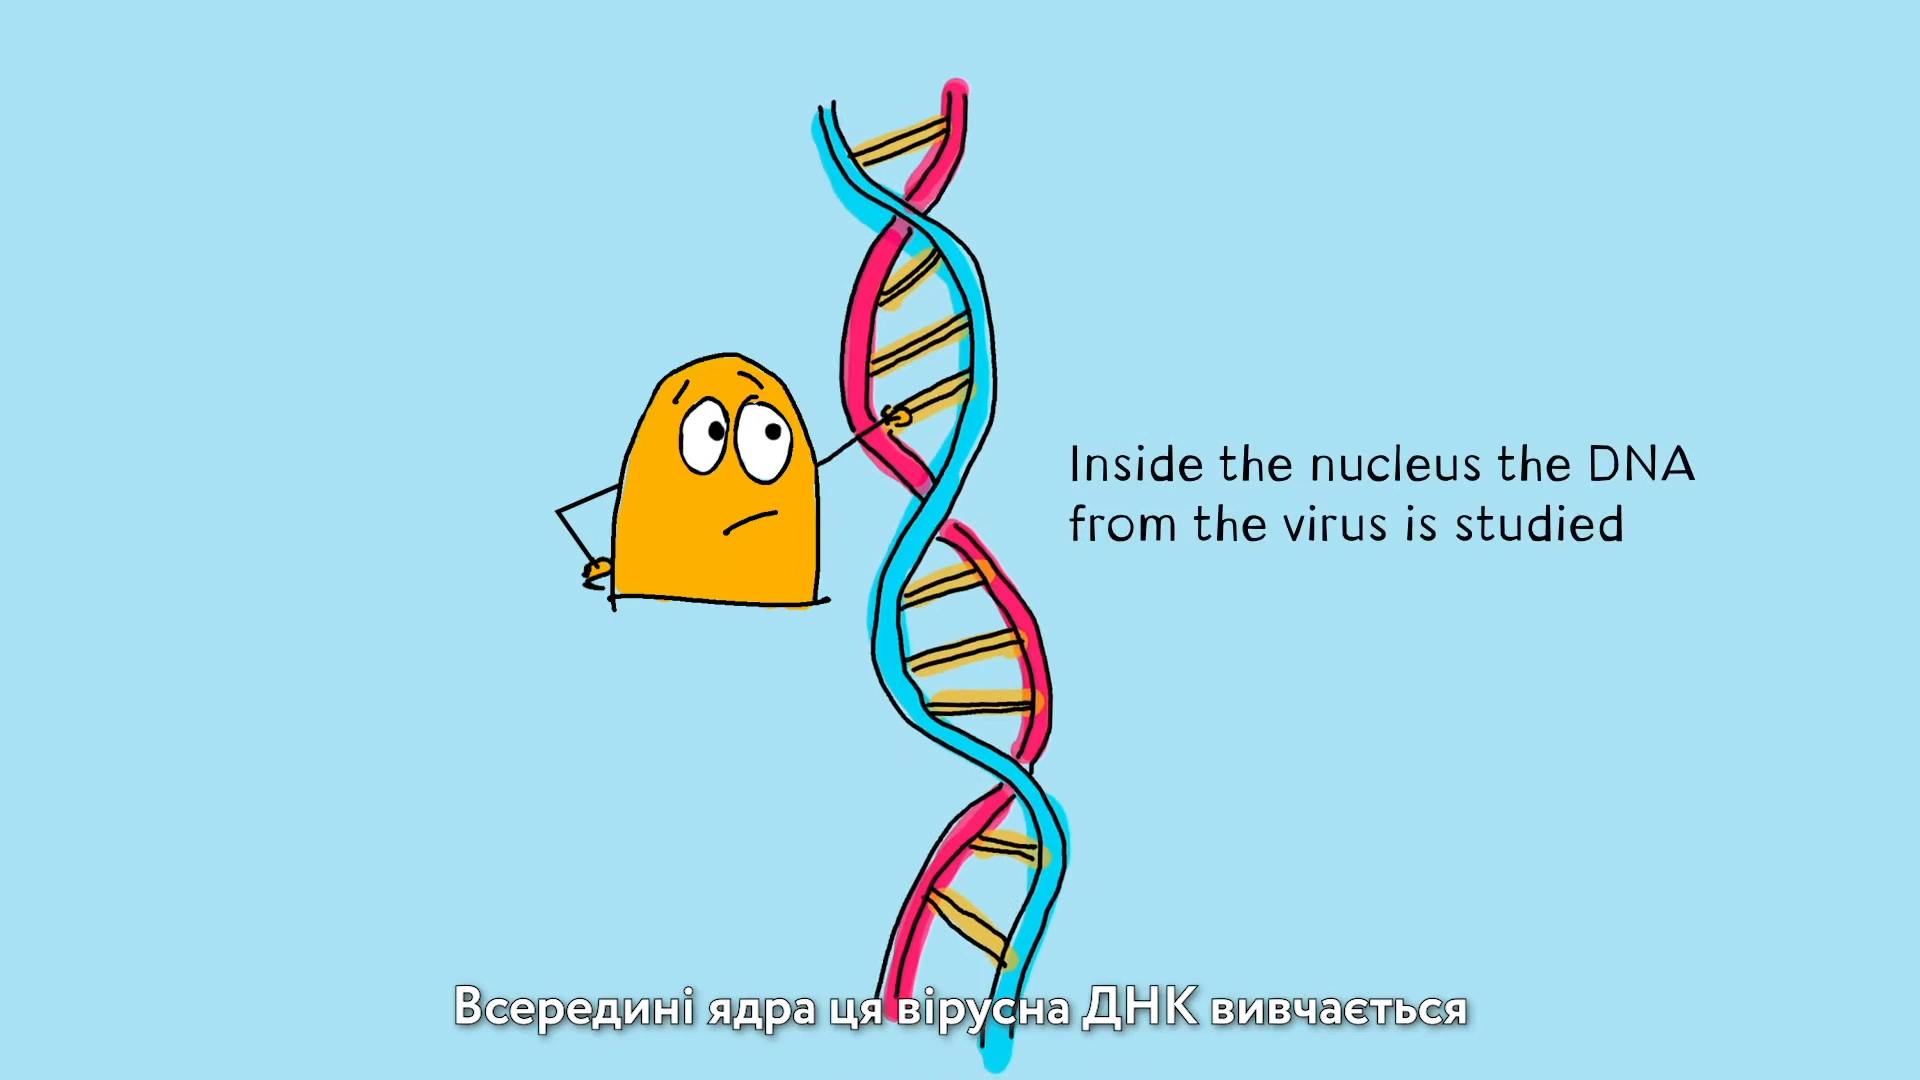 Inside the nucleus the DNA
from the virus is studied
Всередині ядра ця вірусна ДНК вивчається